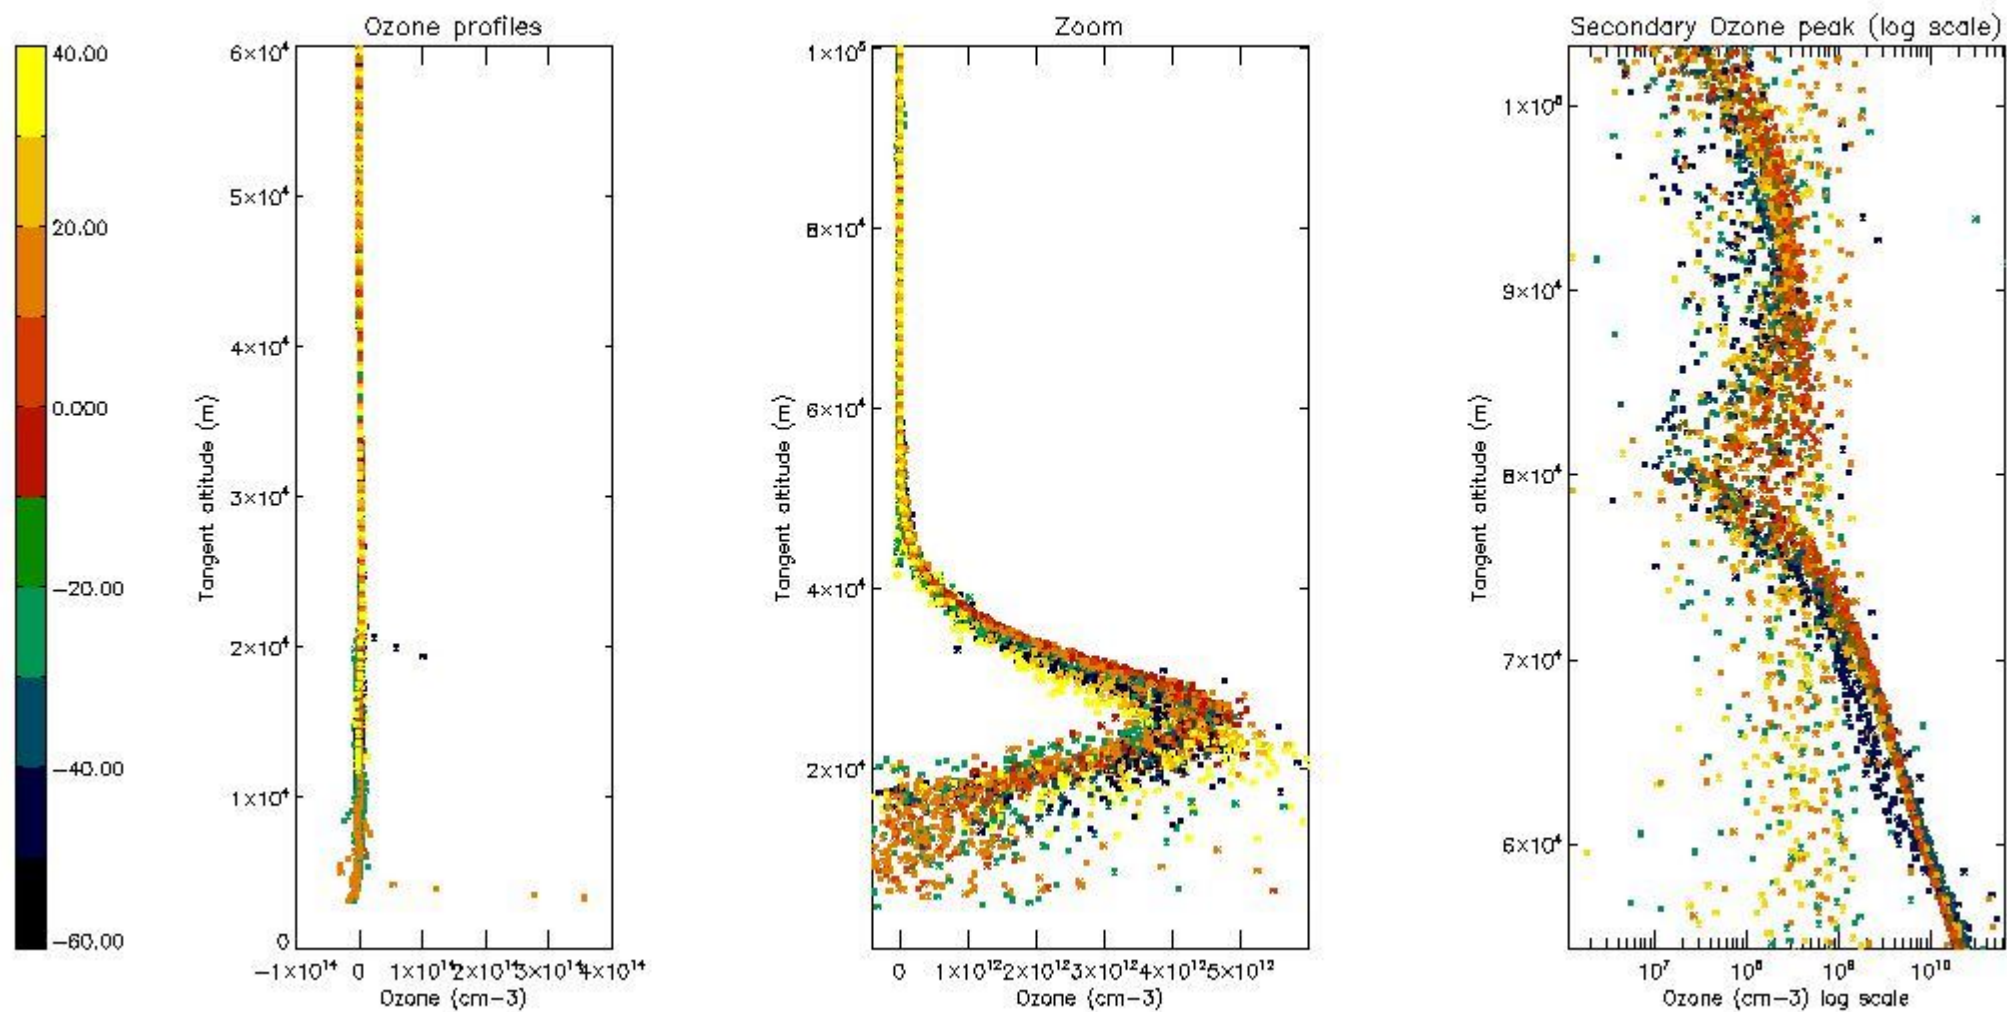 Ozone profiles
Zoom
Secondary Ozone peak (log scale)
40.00
20.00
0.000
−20.00
−40.00
−60.00
6×10⁴
5×10⁴
4×10⁴
3×10⁴
2×10⁴
1×10⁴
0
Tangent altitude (m)
−1×10¹⁴ 0 1×10¹⁴ 2×10¹⁴ 3×10¹⁴ 4×10¹⁴
Ozone (cm−3)
1×10⁵
8×10⁴
6×10⁴
4×10⁴
2×10⁴
Tangent altitude (m)
0 1×10¹² 2×10¹² 3×10¹² 4×10¹² 5×10¹²
Ozone (cm−3)
1×10⁵
9×10⁴
8×10⁴
7×10⁴
6×10⁴
Tangent altitude (m)
10⁷ 10⁸ 10⁹ 10¹⁰
Ozone (cm−3) log scale